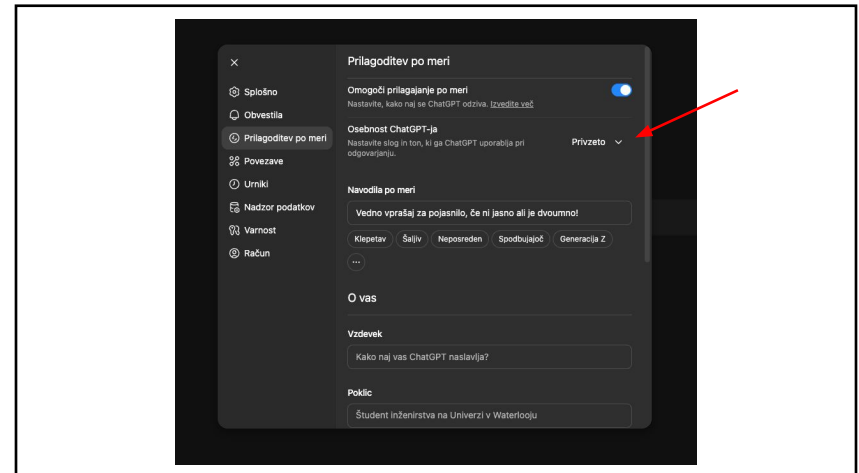 Prilagoditev po meri
Splošno
Obvestila
Prilagoditev po meri
Povezave
Urniki
Nadzor podatkov
Varnost
Račun
Omogoči prilagajanje po meri
Nastavite, kako naj se ChatGPT odziva. Izvedite več
Osebnost ChatGPT-ja
Nastavite slog in ton, ki ga ChatGPT uporablja pri
odgovarjanju.
Privzeto
Navodila po meri
Vedno vprašaj za pojasnilo, če ni jasno ali je dvoumno!
Klepetav Šaljiv Neposreden Spodbujajoč Generacija Z
...
O vas
Vzdevek
Kako naj vas ChatGPT naslavlja?
Poklic
Študent inženirstva na Univerzi v Waterlooju